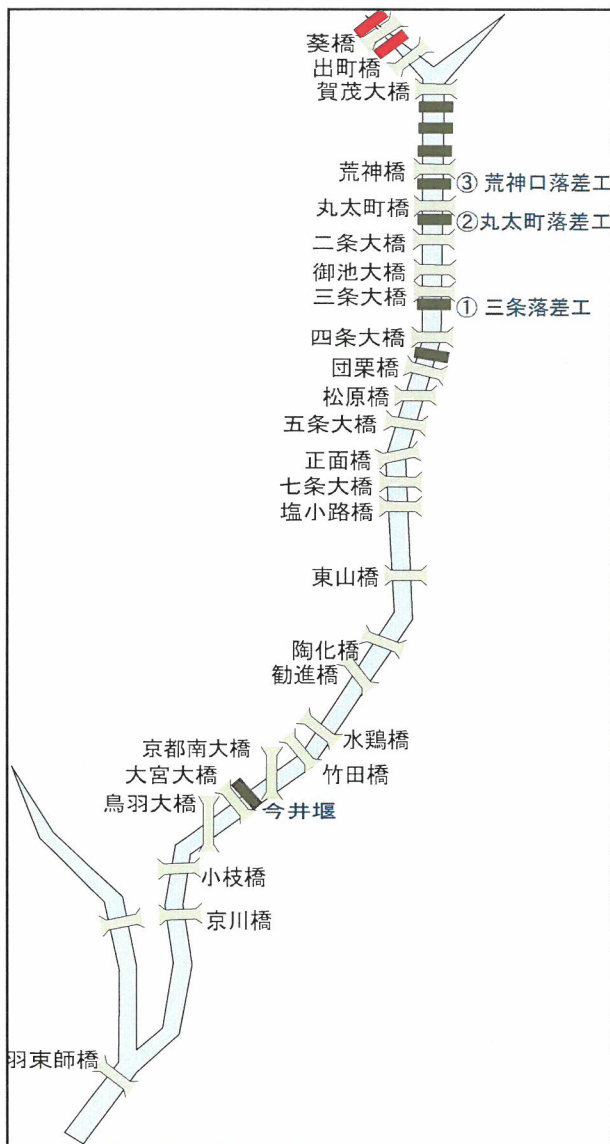 葵橋
出町橋
賀茂大橋
荒神橋
③ 荒神口落差工
丸太町橋
②丸太町落差工
二条大橋
御池大橋
三条大橋
① 三条落差工
四条大橋
団栗橋
松原橋
五条大橋
正面橋
七条大橋
塩小路橋
東山橋
陶化橋
勧進橋
水鶏橋
京都南大橋
竹田橋
大宮大橋
鳥羽大橋
今井堰
小枝橋
京川橋
羽束師橋